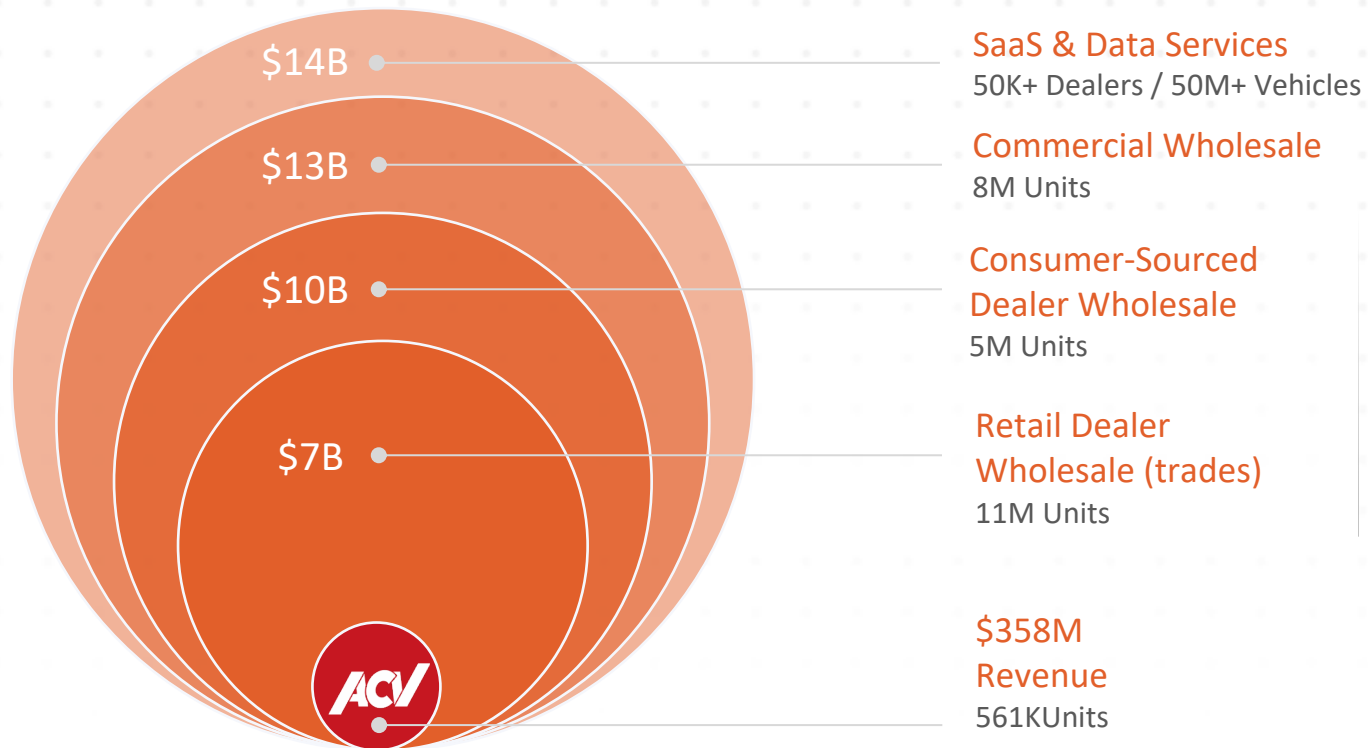 $14B
SaaS & Data Services
50K+ Dealers / 50M+ Vehicles
$13B
Commercial Wholesale
8M Units
$10B
Consumer-Sourced
Dealer Wholesale
5M Units
$7B
Retail Dealer
Wholesale (trades)
11M Units
ACV
$358M
Revenue
561KUnits